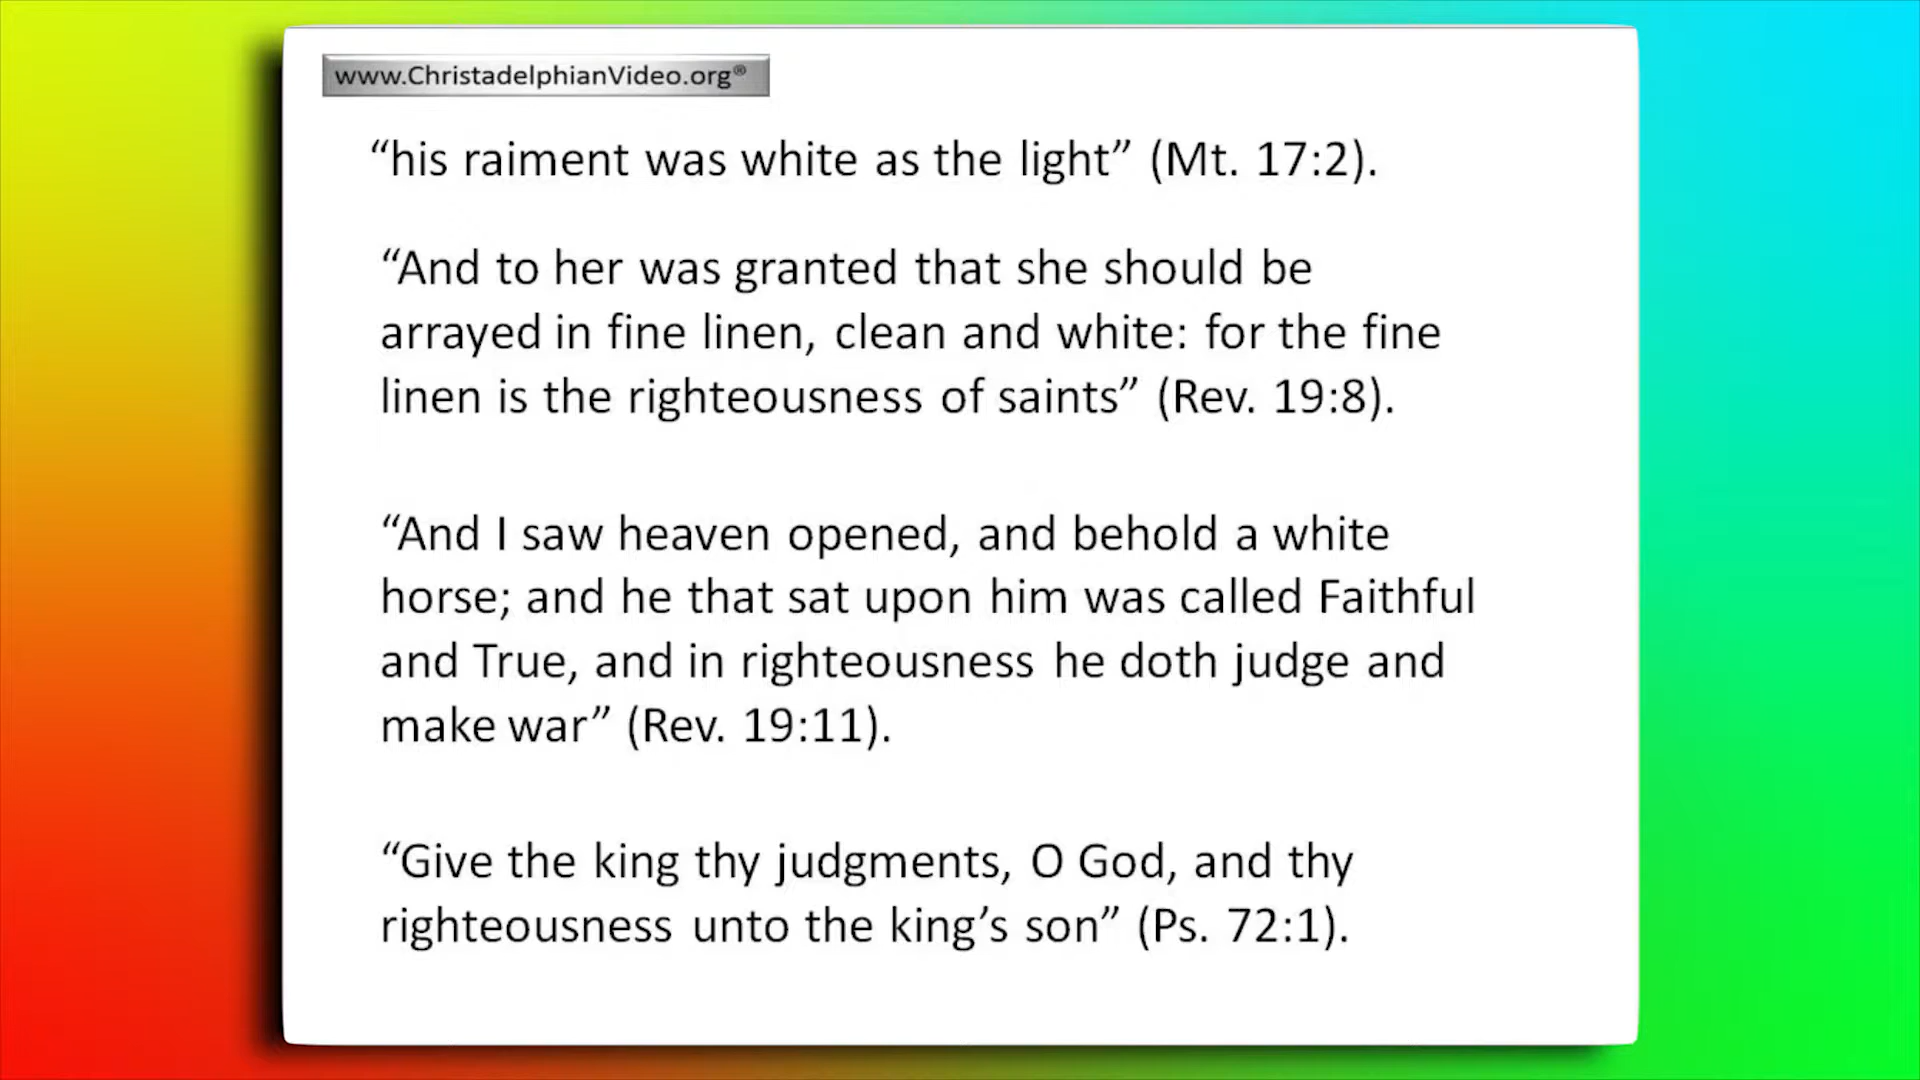 www.ChristadelphianVideo.org®
“his raiment was white as the light” (Mt. 17:2).
“And to her was granted that she should be
arrayed in fine linen, clean and white: for the fine
linen is the righteousness of saints” (Rev. 19:8).
“And I saw heaven opened, and behold a white
horse; and he that sat upon him was called Faithful
and True, and in righteousness he doth judge and
make war” (Rev. 19:11).
“Give the king thy judgments, O God, and thy
righteousness unto the king’s son” (Ps. 72:1).